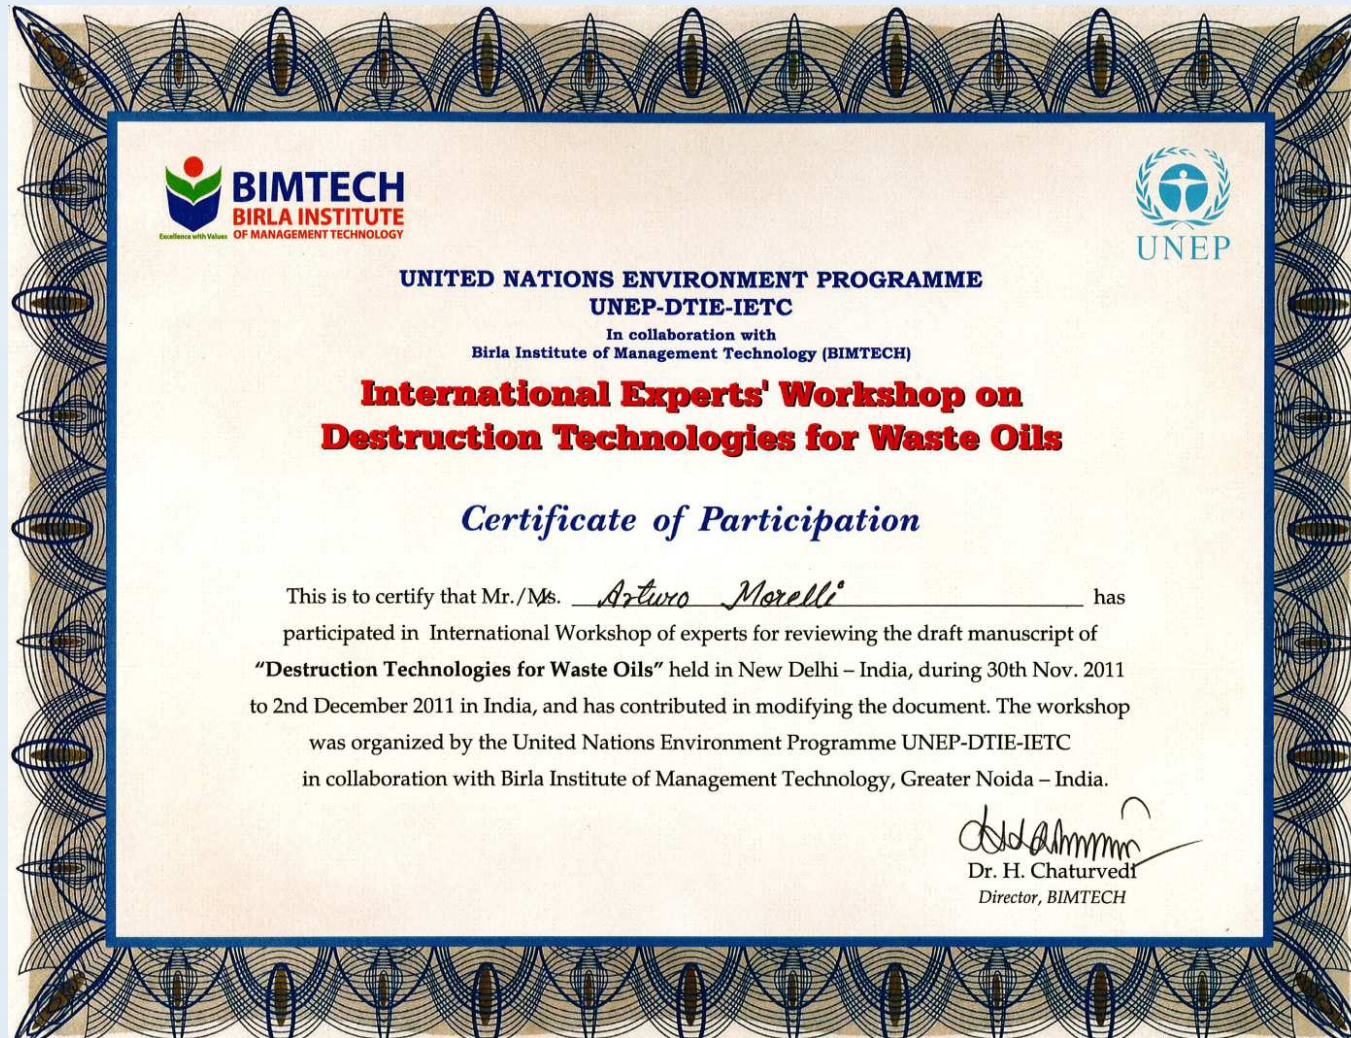 BIMTECH
BIRLA INSTITUTE
OF MANAGEMENT TECHNOLOGY
Excellence with Values
UNEP
UNITED NATIONS ENVIRONMENT PROGRAMME
UNEP-DTIE-IETC
In collaboration with
Birla Institute of Management Technology (BIMTECH)
International Experts' Workshop on
Destruction Technologies for Waste Oils
Certificate of Participation
This is to certify that Mr./Ms. Arturo Morelli has
participated in International Workshop of experts for reviewing the draft manuscript of
“Destruction Technologies for Waste Oils” held in New Delhi – India, during 30th Nov. 2011
to 2nd December 2011 in India, and has contributed in modifying the document. The workshop
was organized by the United Nations Environment Programme UNEP-DTIE-IETC
in collaboration with Birla Institute of Management Technology, Greater Noida – India.
Dr. H. Chaturvedi
Director, BIMTECH